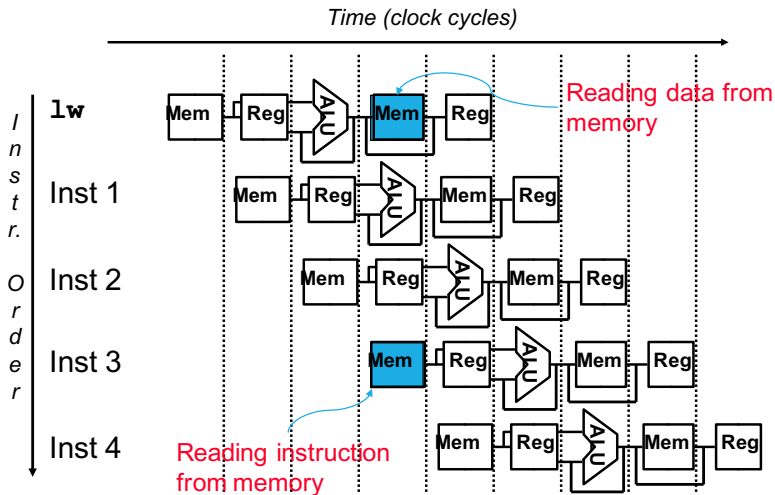 Time (clock cycles)
I
n
s
t
r.
O
r
d
e
r
lw
Mem Reg ALU Mem Reg
Reading data from
memory
Inst 1
Mem Reg ALU Mem Reg
Inst 2
Mem Reg ALU Mem Reg
Inst 3
Mem Reg ALU Mem Reg
Inst 4
Mem Reg ALU Mem Reg
Reading instruction
from memory